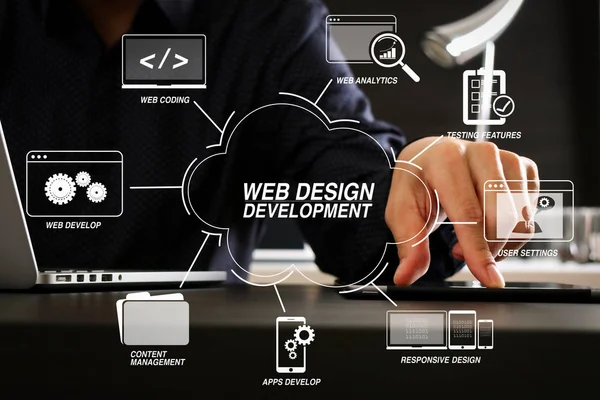 </>
WEB CODING
WEB ANALYTICS
TESTING FEATURES
WEB DEVELOP
WEB DESIGN
DEVELOPMENT
USER SETTINGS
CONTENT
MANAGEMENT
APPS DEVELOP
RESPONSIVE DESIGN